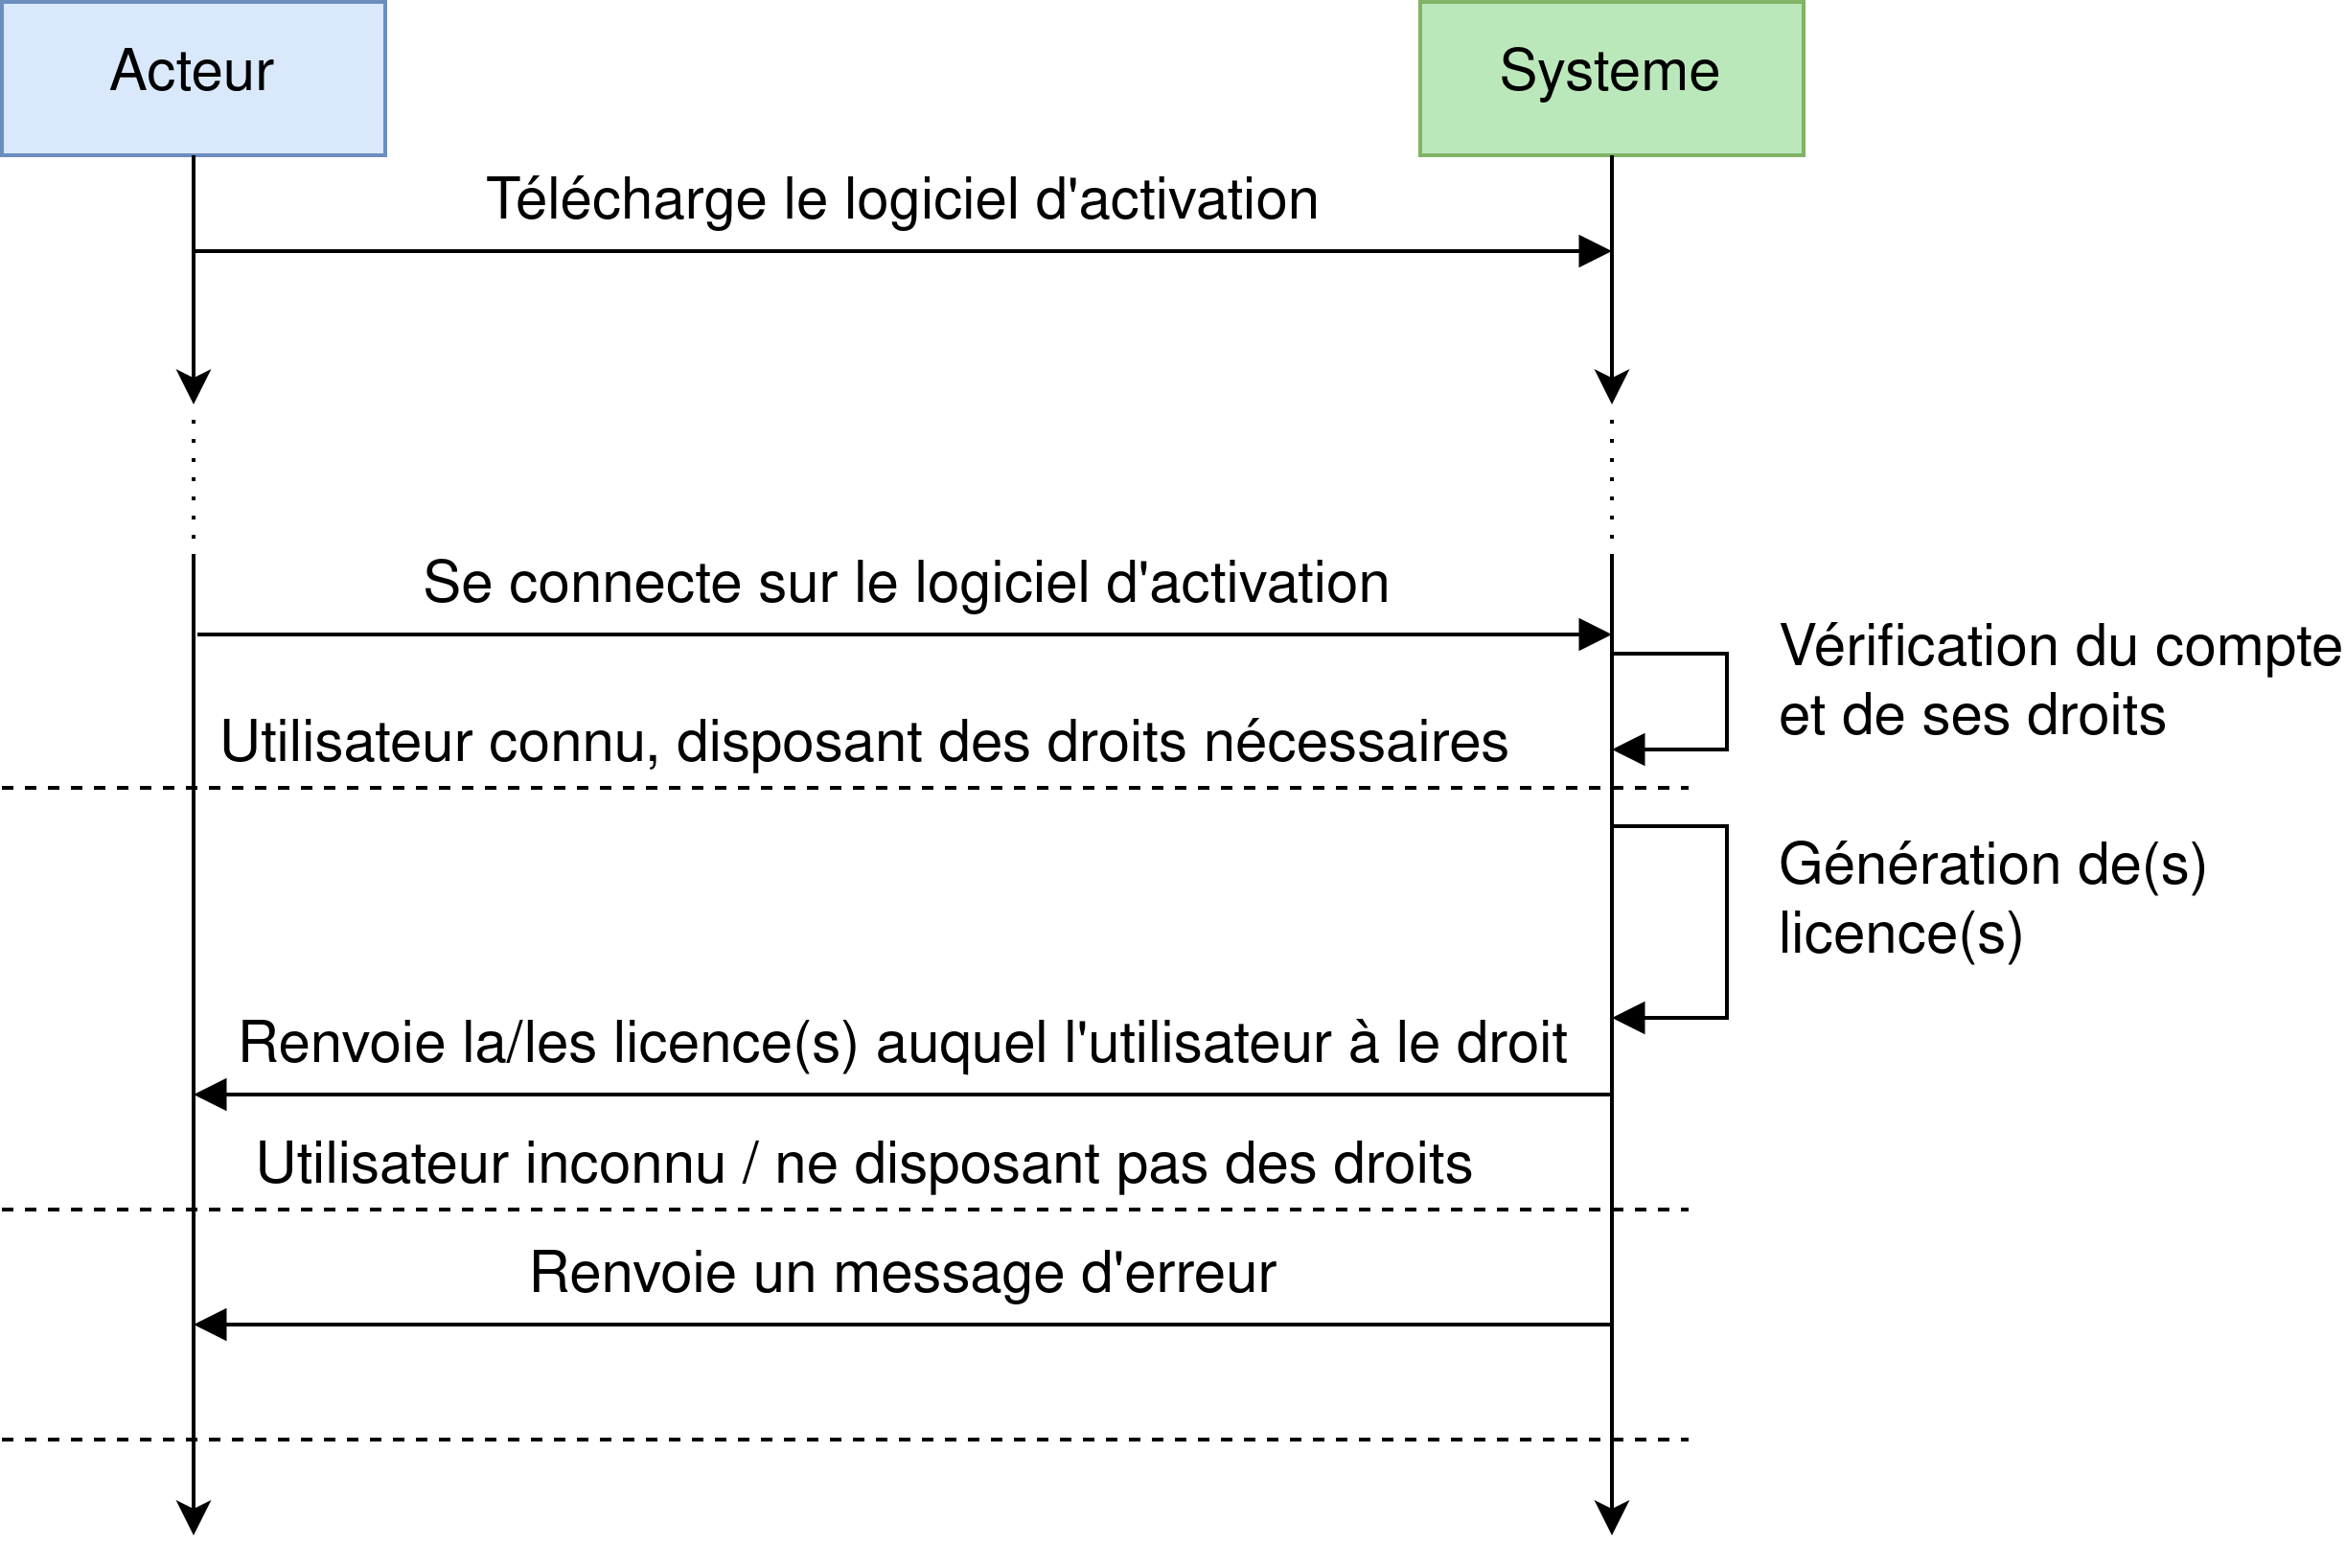 Acteur
Systeme
Télécharge le logiciel d'activation
Se connecte sur le logiciel d'activation
Vérification du compte
et de ses droits
Utilisateur connu, disposant des droits nécessaires
Génération de(s)
licence(s)
Renvoie la/les licence(s) auquel l'utilisateur à le droit
Utilisateur inconnu / ne disposant pas des droits
Renvoie un message d'erreur